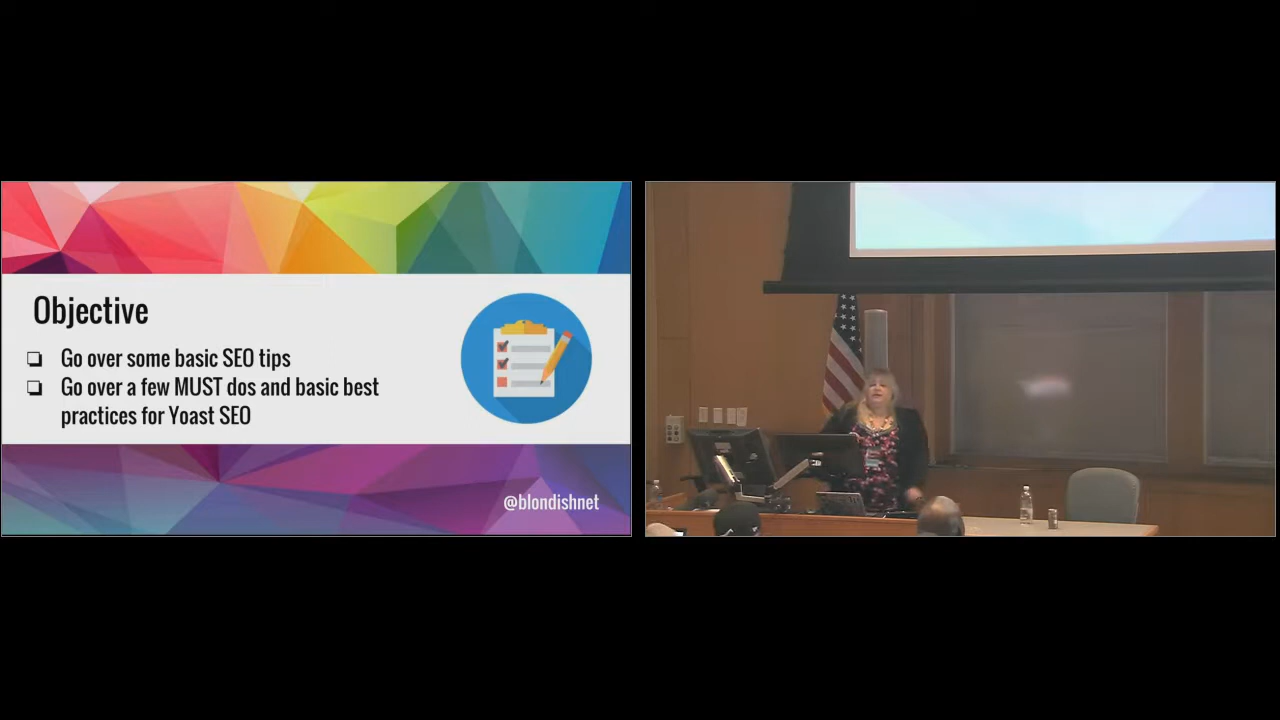 Objective
❏ Go over some basic SEO tips
❏ Go over a few MUST dos and basic best
practices for Yoast SEO
@blondishnet